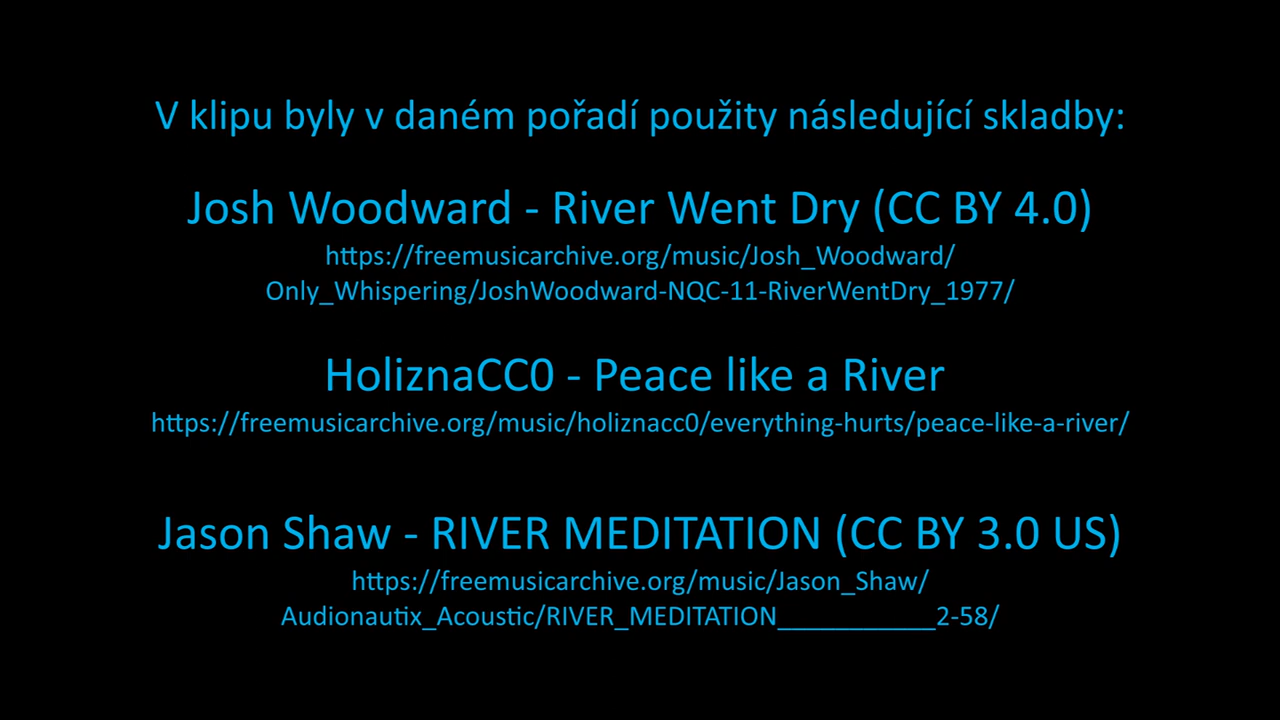 V klipu byly v daném pořadí použity následující skladby:
Josh Woodward - River Went Dry (CC BY 4.0)
https://freemusicarchive.org/music/Josh_Woodward/
Only_Whispering/JoshWoodward-NQC-11-RiverWentDry_1977/
HoliznaCC0 - Peace like a River
https://freemusicarchive.org/music/holiznacc0/everything-hurts/peace-like-a-river/
Jason Shaw - RIVER MEDITATION (CC BY 3.0 US)
https://freemusicarchive.org/music/Jason_Shaw/
Audionautix_Acoustic/RIVER_MEDITATION___________2-58/